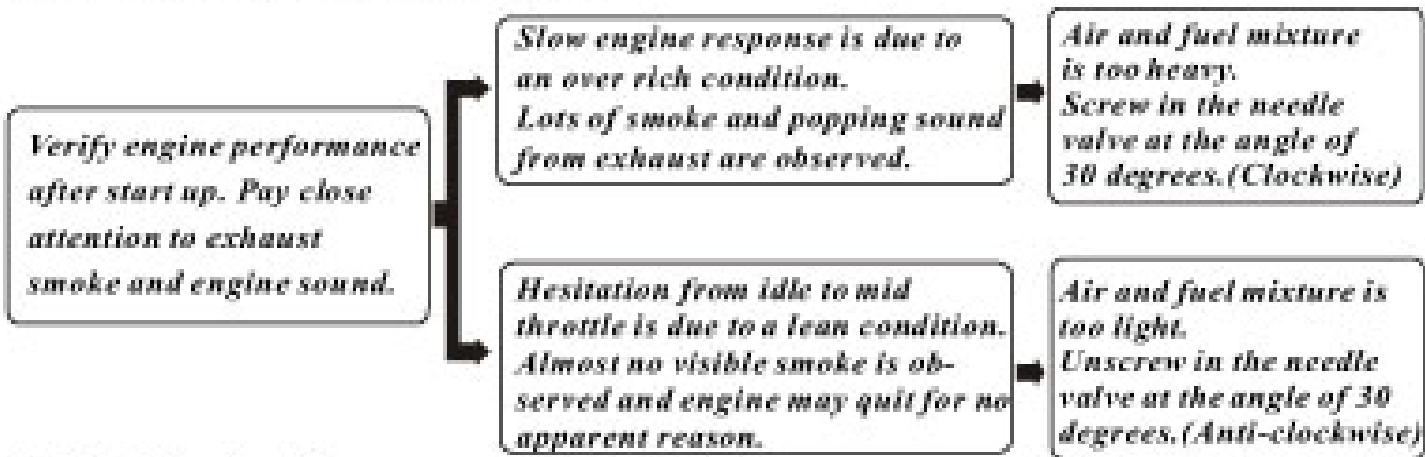 Verify engine performance
after start up. Pay close
attention to exhaust
smoke and engine sound.
Slow engine response is due to
an over rich condition.
Lots of smoke and popping sound
from exhaust are observed.
Air and fuel mixture
is too heavy.
Screw in the needle
valve at the angle of
30 degrees.(Clockwise)
Hesitation from idle to mid
throttle is due to a lean condition.
Almost no visible smoke is ob-
served and engine may quit for no
apparent reason.
Air and fuel mixture is
too light.
Unscrew in the needle
valve at the angle of 30
degrees.(Anti-clockwise)